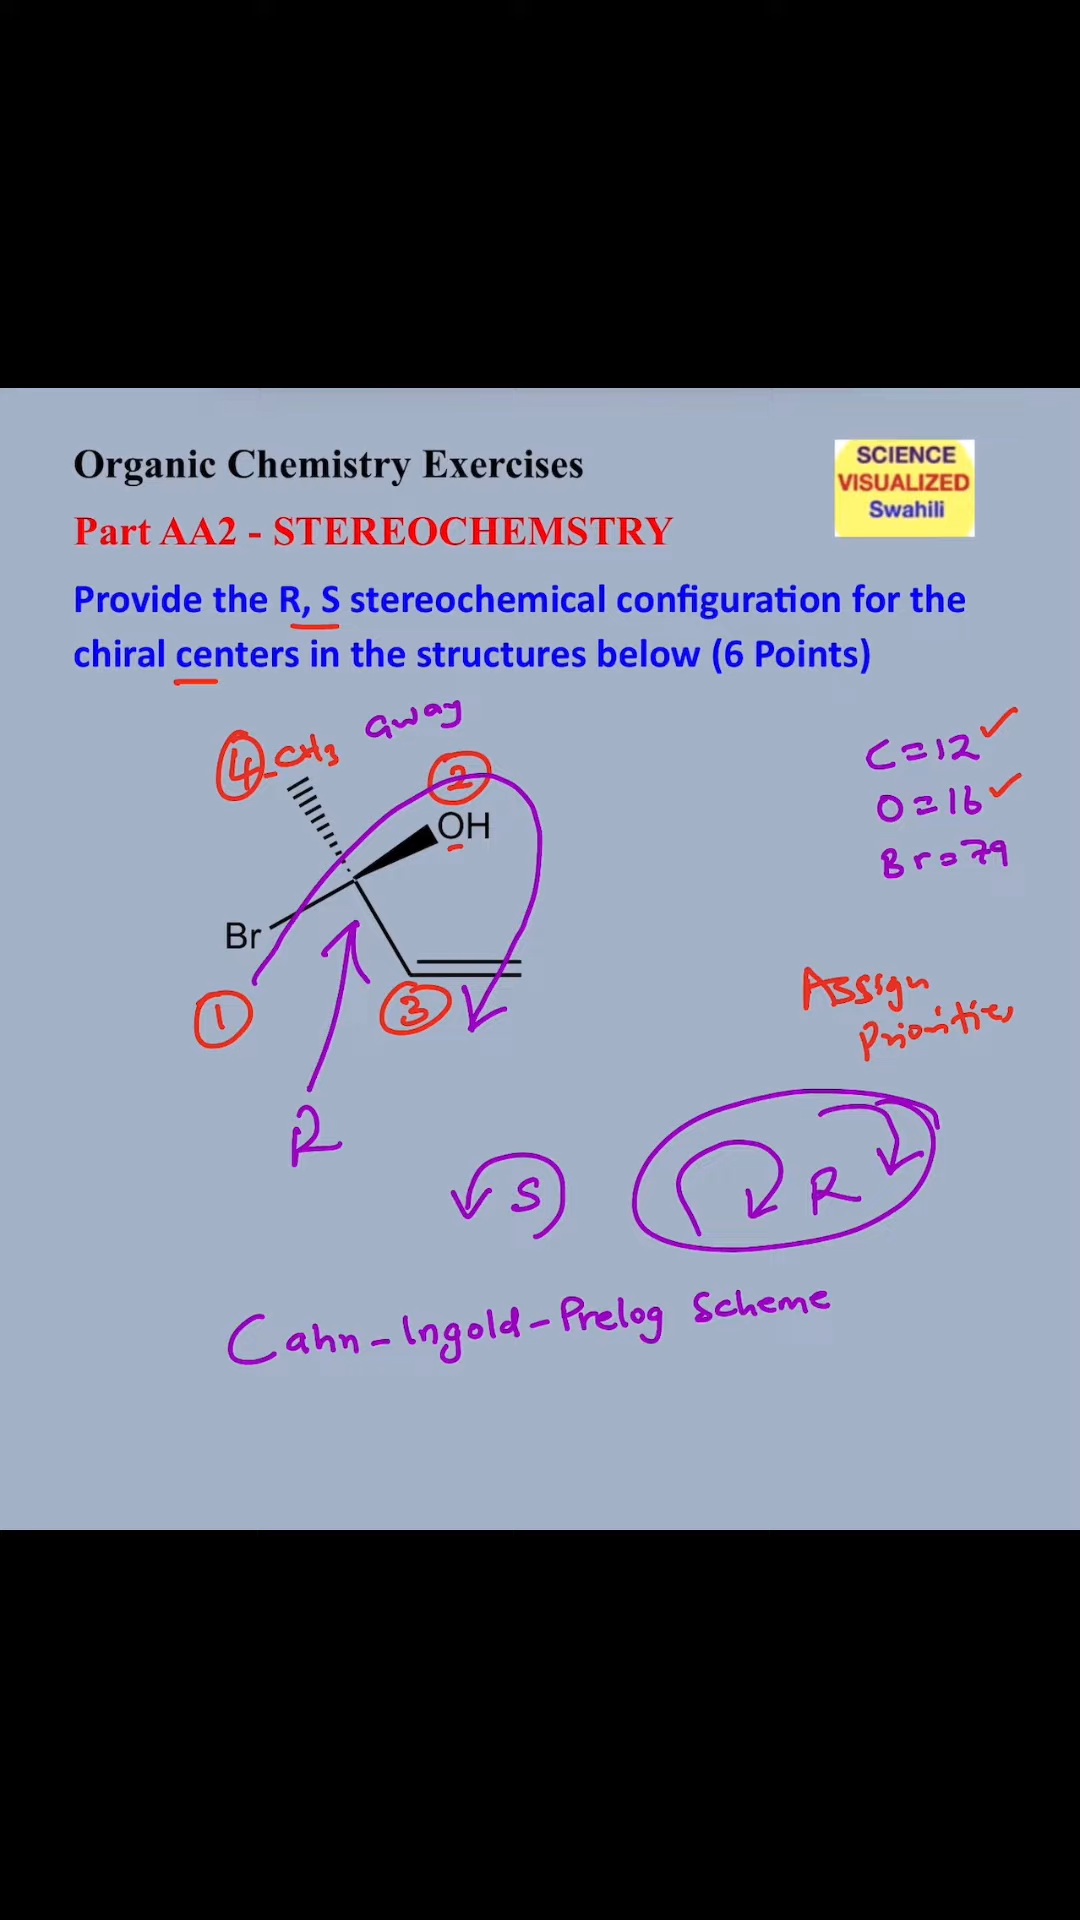 Organic Chemistry Exercises
SCIENCE
VISUALIZED
Swahili
Part AA2 - STEREOCHEMSTRY
Provide the R, S stereochemical configuration for the
chiral centers in the structures below (6 Points)
away
4 CH3
2
OH
C=12
O=16
Br=79
Br
1
3
Assign
Priorities
R
S
R
Cahn-Ingold-Prelog Scheme